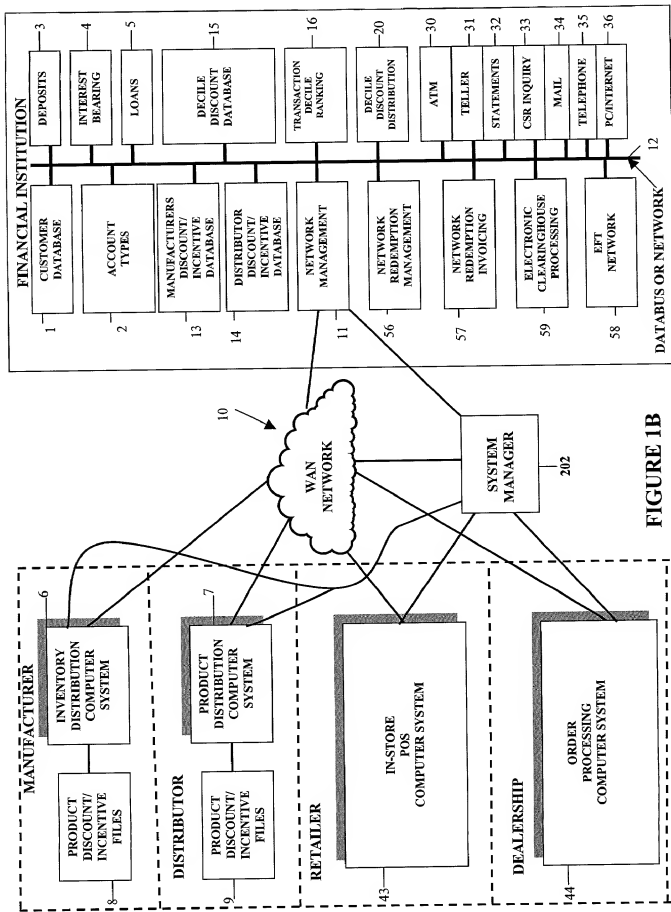 FINANCIAL INSTITUTION
1
CUSTOMER
DATABASE
2
ACCOUNT
TYPES
13
MANUFACTURERS
DISCOUNT/
INCENTIVE
DATABASE
14
DISTRIBUTOR
DISCOUNT/
INCENTIVE
DATABASE
11
NETWORK
MANAGEMENT
56
NETWORK
REDEMPTION
MANAGEMENT
57
NETWORK
REDEMPTION
INVOICING
59
ELECTRONIC
CLEARINGHOUSE
PROCESSING
58
EFT
NETWORK
DEPOSITS
3
INTEREST
BEARING
4
LOANS
5
DECILE
DISCOUNT
DATABASE
15
TRANSACTION
DECILE
RANKING
16
DECILE
DISCOUNT
DISTRIBUTION
20
ATM
30
TELLER
31
STATEMENTS
32
CSR INQUIRY
33
MAIL
34
TELEPHONE
35
PC/INTERNET
36
12
DATABUS OR NETWORK
10
WAN
NETWORK
SYSTEM
MANAGER
202
MANUFACTURER
6
INVENTORY
DISTRIBUTION
COMPUTER
SYSTEM
PRODUCT
DISCOUNT/
INCENTIVE
FILES
8
DISTRIBUTOR
7
PRODUCT
DISTRIBUTION
COMPUTER
SYSTEM
PRODUCT
DISCOUNT/
INCENTIVE
FILES
9
RETAILER
IN-STORE
POS
COMPUTER SYSTEM
43
DEALERSHIP
ORDER
PROCESSING
COMPUTER SYSTEM
44
FIGURE 1B